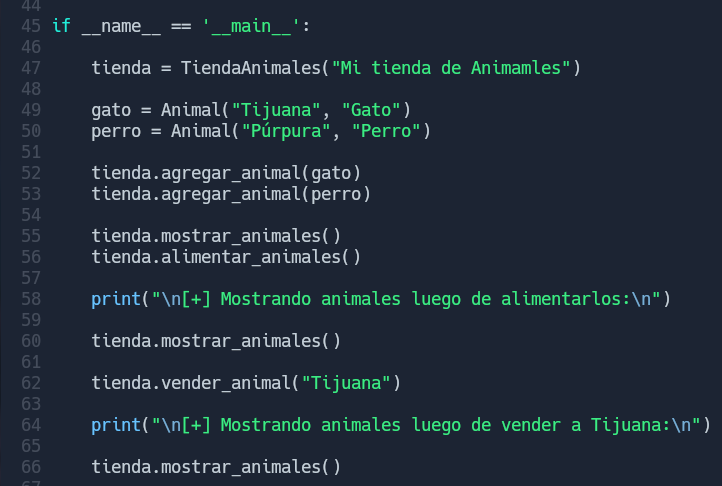 44
45 if __name__ == '__main__':
46
47     tienda = TiendaAnimales("Mi tienda de Animamles")
48
49     gato = Animal("Tijuana", "Gato")
50     perro = Animal("Púrpura", "Perro")
51
52     tienda.agregar_animal(gato)
53     tienda.agregar_animal(perro)
54
55     tienda.mostrar_animales()
56     tienda.alimentar_animales()
57
58     print("\n[+] Mostrando animales luego de alimentarlos:\n")
59
60     tienda.mostrar_animales()
61
62     tienda.vender_animal("Tijuana")
63
64     print("\n[+] Mostrando animales luego de vender a Tijuana:\n")
65
66     tienda.mostrar_animales()
67